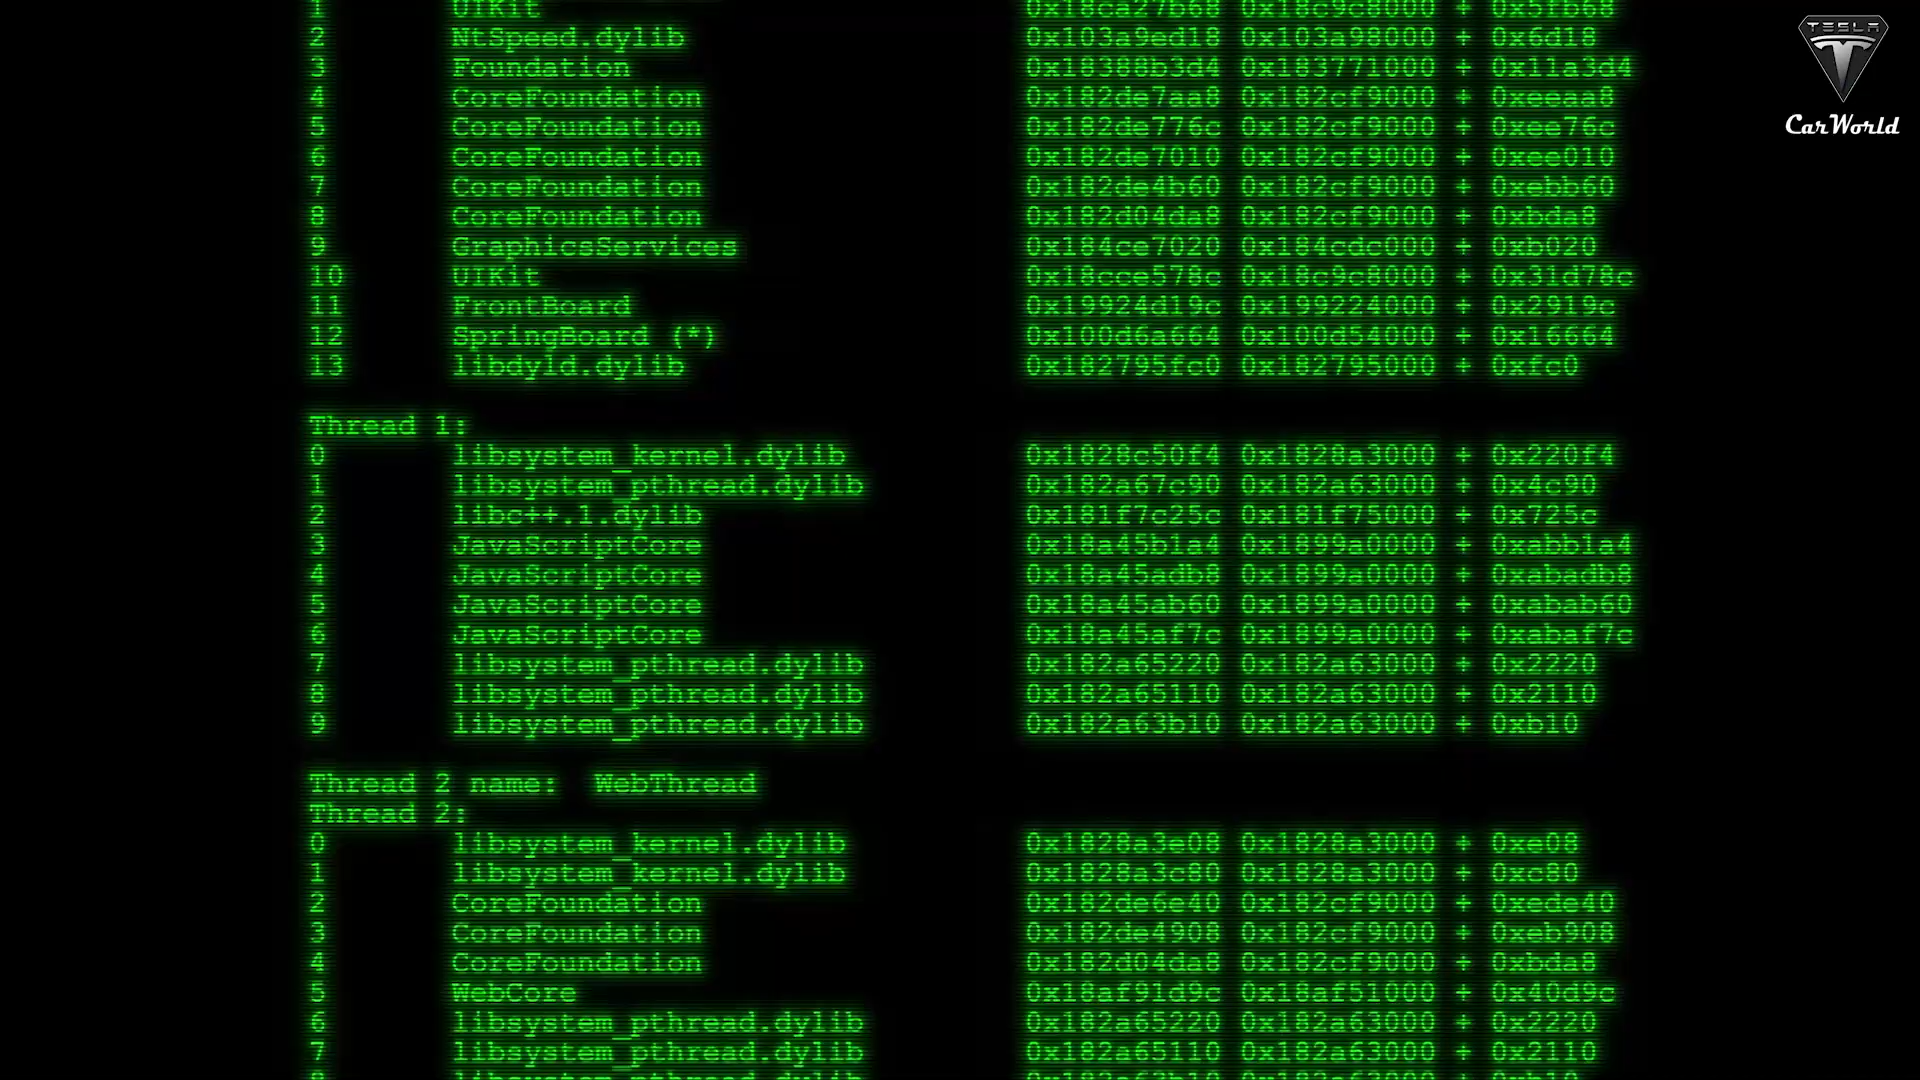 1 UIKit 0x18ca27b68 0x18c9c8000 + 0x5fb68
2 NtSpeed.dylib 0x103a9ed18 0x103a98000 + 0x6d18
3 Foundation 0x18388b3d4 0x183771000 + 0x11a3d4
4 CoreFoundation 0x182de7aa8 0x182cf9000 + 0xeeaa8
5 CoreFoundation 0x182de776c 0x182cf9000 + 0xee76c
6 CoreFoundation 0x182de7010 0x182cf9000 + 0xee010
7 CoreFoundation 0x182de4b60 0x182cf9000 + 0xebb60
8 CoreFoundation 0x182d04da8 0x182cf9000 + 0xbda8
9 GraphicsServices 0x184ce7020 0x184cdc000 + 0xb020
10 UIKit 0x18cce578c 0x18c9c8000 + 0x31d78c
11 FrontBoard 0x19924d19c 0x199224000 + 0x2919c
12 SpringBoard (*) 0x100d6a664 0x100d54000 + 0x16664
13 libdyld.dylib 0x182795fc0 0x182795000 + 0xfc0
Thread 1:
0 libsystem_kernel.dylib 0x1828c50f4 0x1828a3000 + 0x220f4
1 libsystem_pthread.dylib 0x182a67c90 0x182a63000 + 0x4c90
2 libc++.1.dylib 0x181f7c25c 0x181f75000 + 0x725c
3 JavaScriptCore 0x18a45b1a4 0x1899a0000 + 0xabb1a4
4 JavaScriptCore 0x18a45adb8 0x1899a0000 + 0xabadb8
5 JavaScriptCore 0x18a45ab60 0x1899a0000 + 0xabab60
6 JavaScriptCore 0x18a45af7c 0x1899a0000 + 0xabaf7c
7 libsystem_pthread.dylib 0x182a65220 0x182a63000 + 0x2220
8 libsystem_pthread.dylib 0x182a65110 0x182a63000 + 0x2110
9 libsystem_pthread.dylib 0x182a63b10 0x182a63000 + 0xb10
Thread 2 name: WebThread
Thread 2:
0 libsystem_kernel.dylib 0x1828a3e08 0x1828a3000 + 0xe08
1 libsystem_kernel.dylib 0x1828a3c80 0x1828a3000 + 0xc80
2 CoreFoundation 0x182de6e40 0x182cf9000 + 0xede40
3 CoreFoundation 0x182de4908 0x182cf9000 + 0xeb908
4 CoreFoundation 0x182d04da8 0x182cf9000 + 0xbda8
5 WebCore 0x18af91d9c 0x18af51000 + 0x40d9c
6 libsystem_pthread.dylib 0x182a65220 0x182a63000 + 0x2220
7 libsystem_pthread.dylib 0x182a65110 0x182a63000 + 0x2110
8 libsystem_pthread.dylib 0x182a63b10 0x182a63000 + 0xb10
TESLA
CarWorld